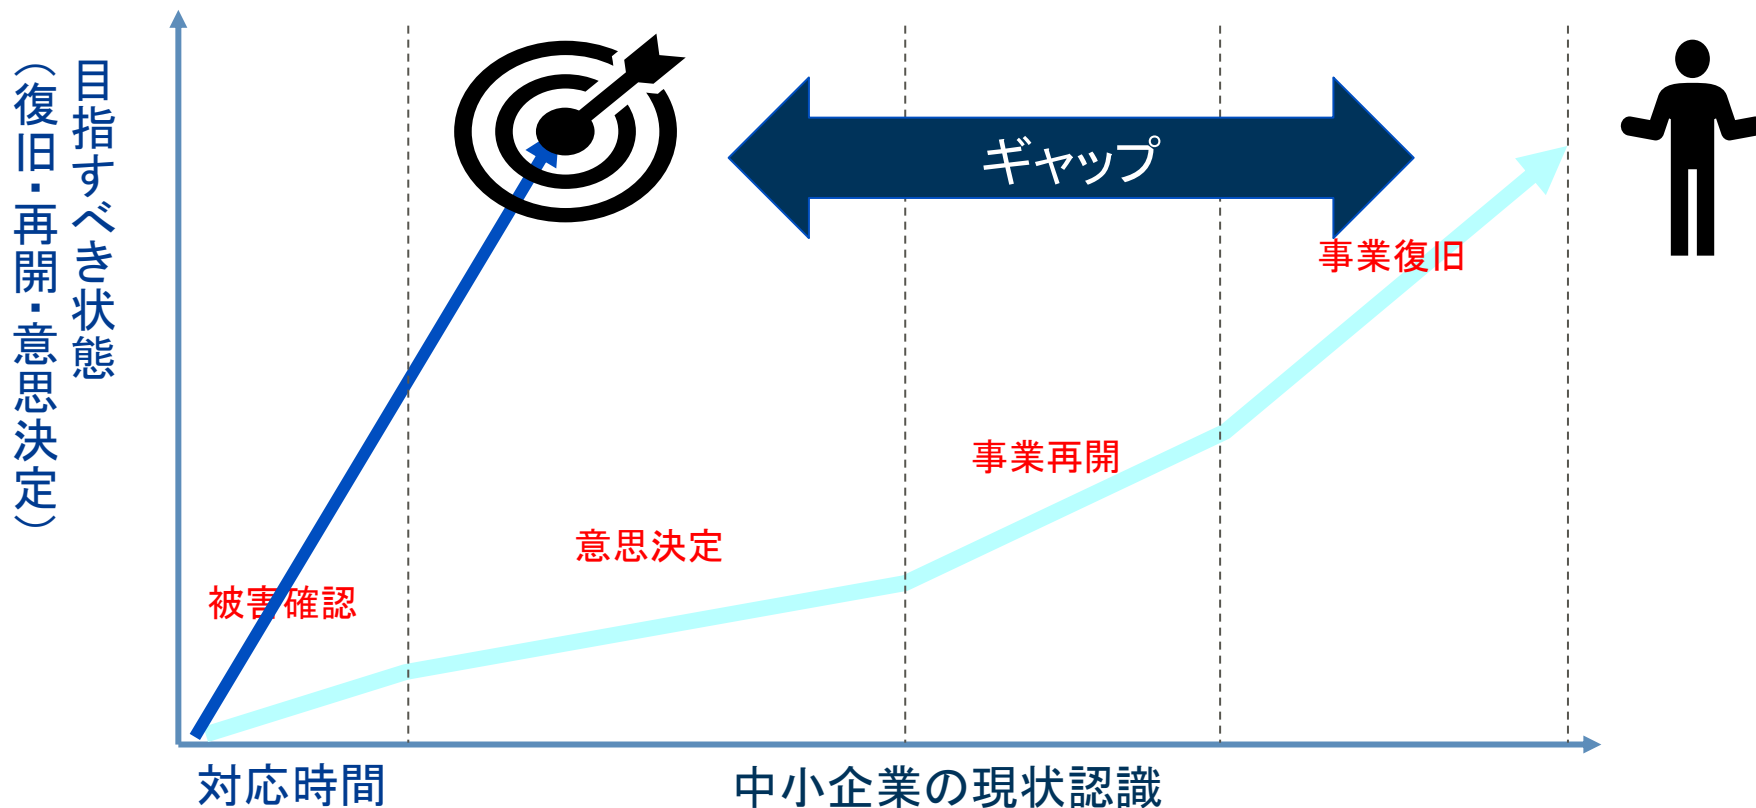 目指すべき状態
（復旧・再開・意思決定）
ギャップ
事業復旧
事業再開
意思決定
被害確認
対応時間
中小企業の現状認識